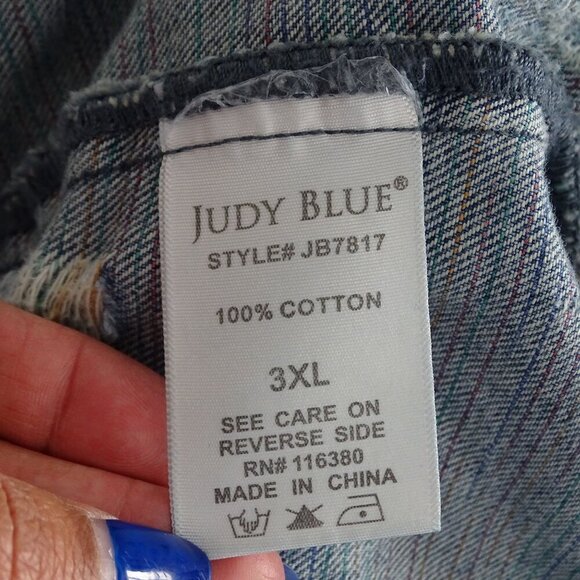 JUDY BLUE®
STYLE# JB7817
100% COTTON
3XL
SEE CARE ON
REVERSE SIDE
RN# 116380
MADE IN CHINA